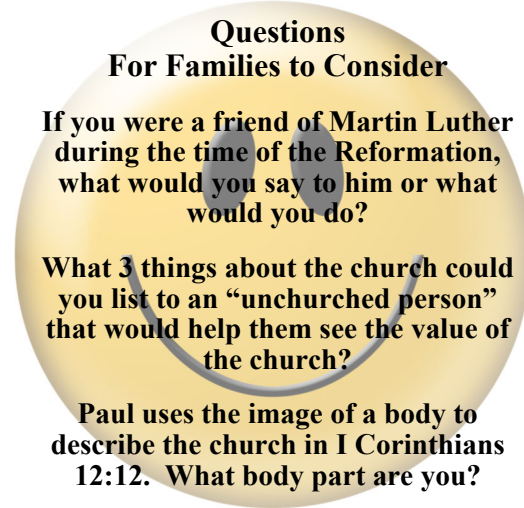 Questions
For Families to Consider
If you were a friend of Martin Luther
during the time of the Reformation,
what would you say to him or what
would you do?
What 3 things about the church could
you list to an “unchurched person”
that would help them see the value of
the church?
Paul uses the image of a body to
describe the church in I Corinthians
12:12.  What body part are you?